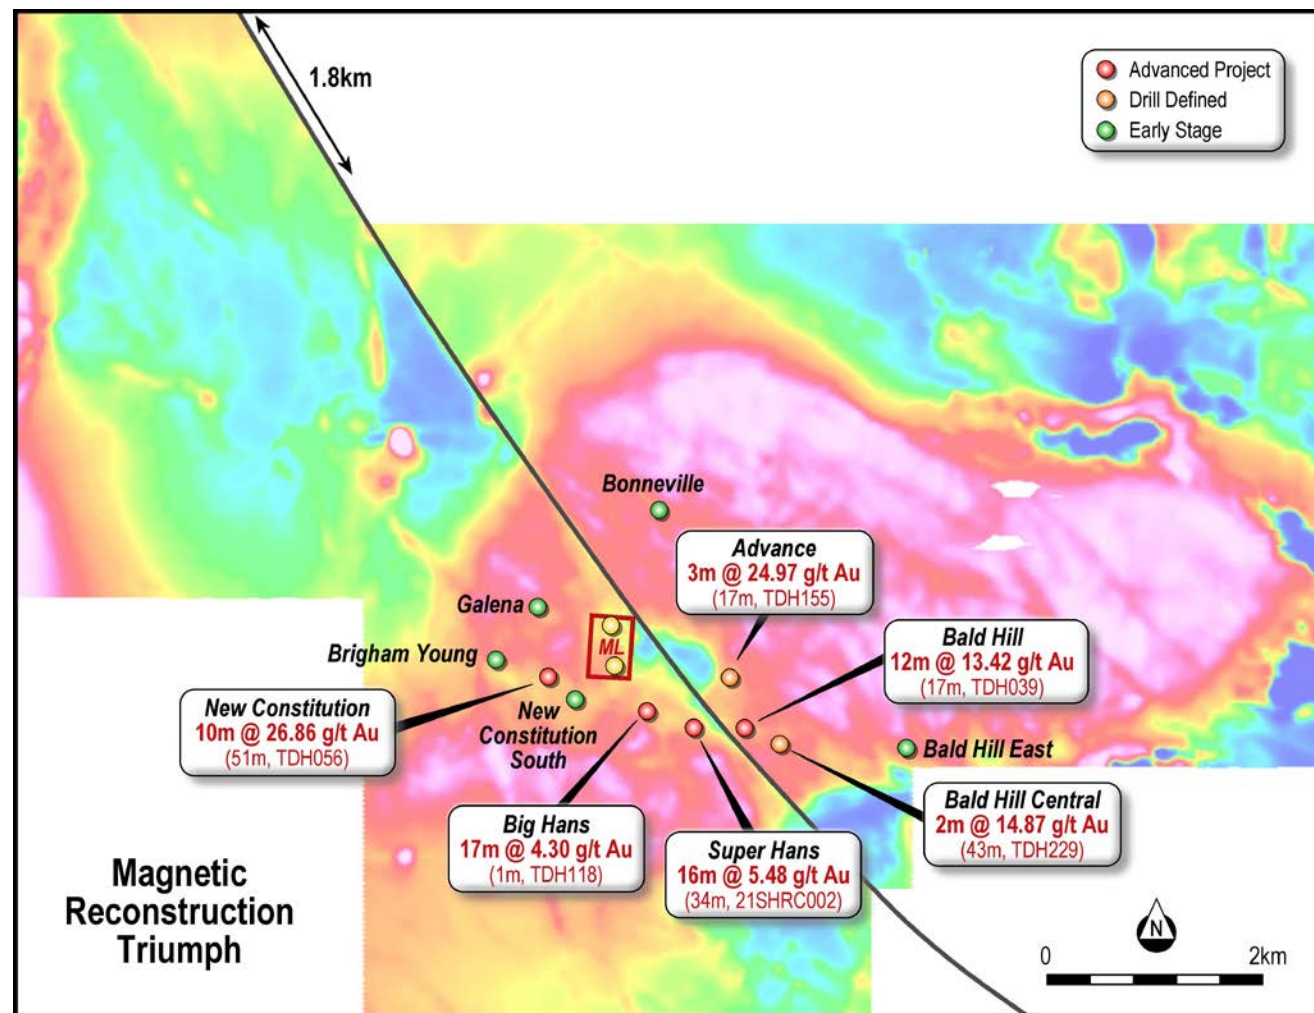 1.8km
Advanced Project
Drill Defined
Early Stage
Bonneville
Advance
3m @ 24.97 g/t Au
(17m, TDH155)
Galena
ML
Bald Hill
12m @ 13.42 g/t Au
(17m, TDH039)
Brigham Young
New Constitution
10m @ 26.86 g/t Au
(51m, TDH056)
New
Constitution
South
Bald Hill East
Bald Hill Central
2m @ 14.87 g/t Au
(43m, TDH229)
Big Hans
17m @ 4.30 g/t Au
(1m, TDH118)
Super Hans
16m @ 5.48 g/t Au
(34m, 21SHRC002)
Magnetic
Reconstruction
Triumph
N
0 2km